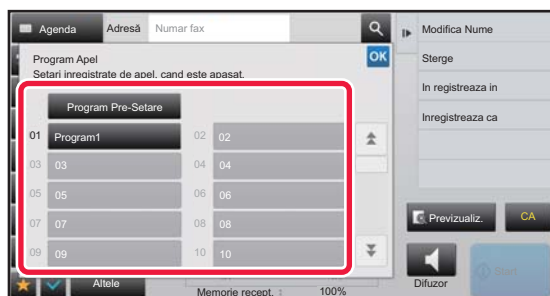 Agenda
Adresă
Numar fax
Modifica Nume
Program Apel
OK
Sterge
Setari inregistrate de apel, cand este apasat.
In registreaza in
Program Pre-Setare
Inregistreaza ca
01 Program1
02 02
03 03
04 04
05 05
06 06
07 07
08 08
Previzualiz.
CA
09 09
10 10
Start
Altele
Memorie recept.
100%
Difuzor